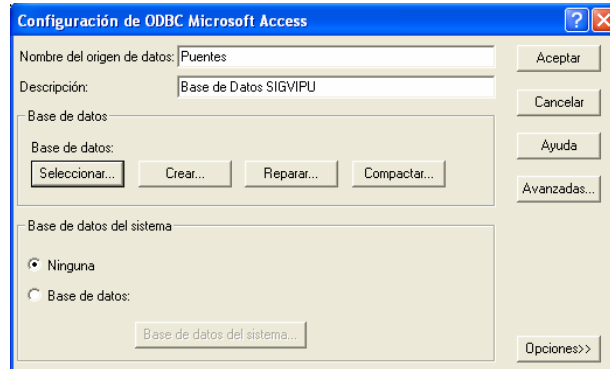 Configuración de ODBC Microsoft Access
Nombre del origen de datos: Puentes
Aceptar
Descripción: Base de Datos SIGVIPU
Cancelar
Base de datos
Base de datos:
Ayuda
Seleccionar... Crear... Reparar... Compactar...
Avanzadas...
Base de datos del sistema
Ninguna
Base de datos:
Base de datos del sistema...
Opciones>>